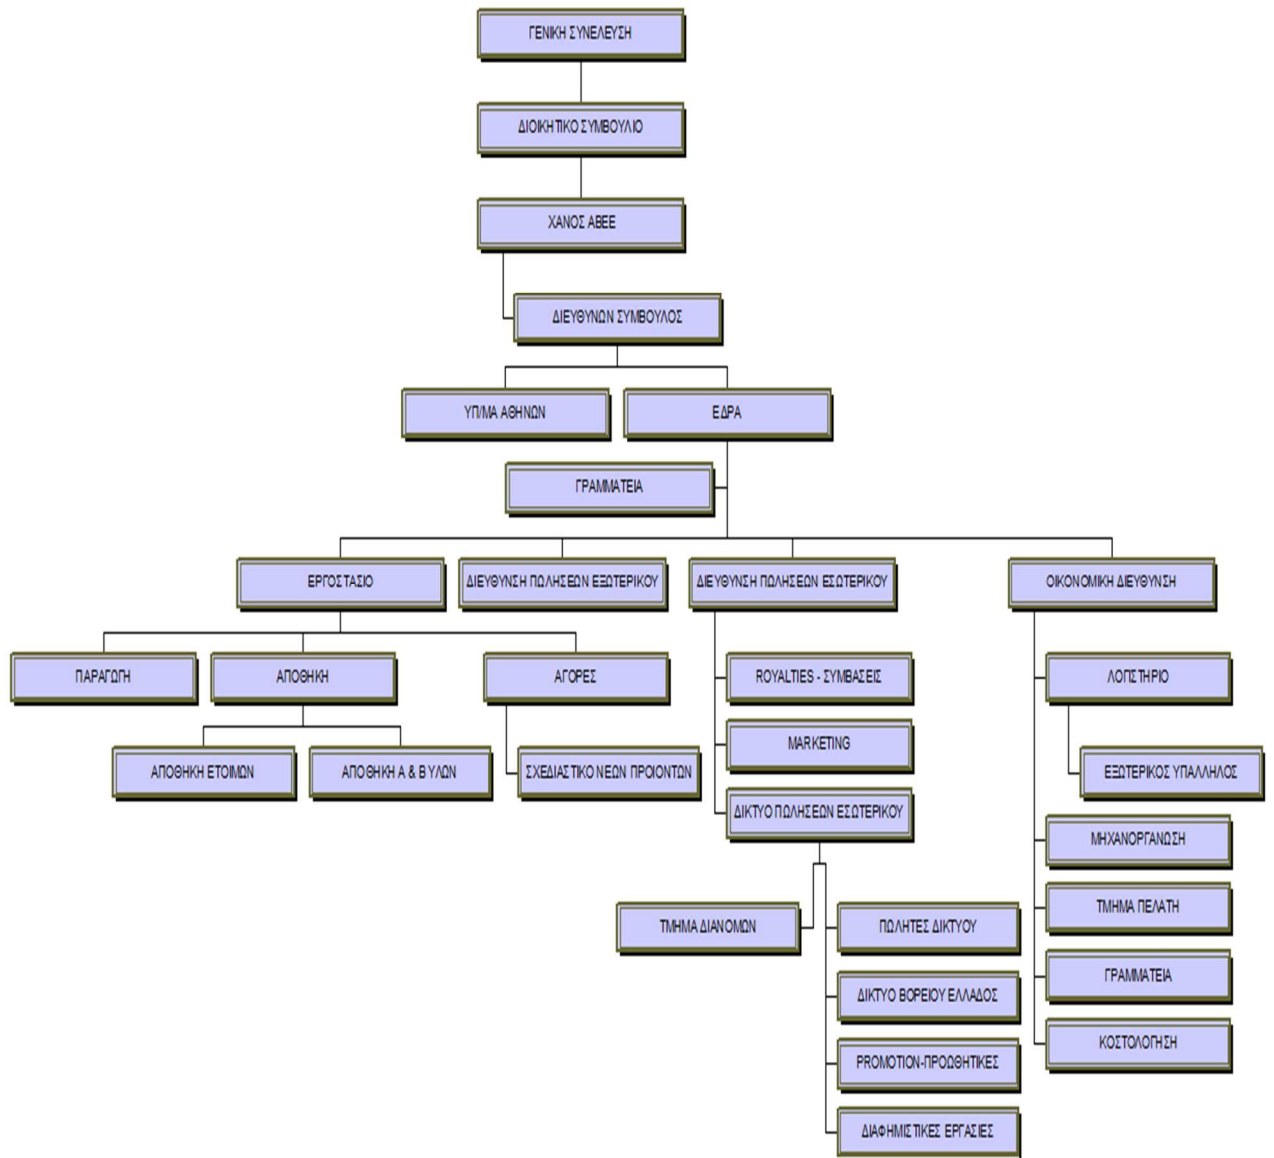 ΓΕΝΙΚΗ ΣΥΝΕΛΕΥΣΗ
ΔΙΟΙΚΗΤΙΚΟ ΣΥΜΒΟΥΛΙΟ
ΧΑΝΟΣ ΑΒΕΕ
ΔΙΕΥΘΥΝΩΝ ΣΥΜΒΟΥΛΟΣ
ΥΠ/ΜΑ ΑΘΗΝΩΝ
ΕΔΡΑ
ΓΡΑΜΜΑΤΕΙΑ
ΕΡΓΟΣΤΑΣΙΟ
ΔΙΕΥΘΥΝΣΗ ΠΩΛΗΣΕΩΝ ΕΞΩΤΕΡΙΚΟΥ
ΔΙΕΥΘΥΝΣΗ ΠΩΛΗΣΕΩΝ ΕΣΩΤΕΡΙΚΟΥ
ΟΙΚΟΝΟΜΙΚΗ ΔΙΕΥΘΥΝΣΗ
ΠΑΡΑΓΩΓΗ
ΑΠΟΘΗΚΗ
ΑΓΟΡΕΣ
ROYALTIES - ΣΥΜΒΑΣΕΙΣ
ΛΟΓΙΣΤΗΡΙΟ
MARKETING
ΑΠΟΘΗΚΗ ΕΤΟΙΜΩΝ
ΑΠΟΘΗΚΗ Α & Β ΥΛΩΝ
ΣΧΕΔΙΑΣΤΙΚΟ ΝΕΩΝ ΠΡΟΙΟΝΤΩΝ
ΕΞΩΤΕΡΙΚΟΣ ΥΠΑΛΛΗΛΟΣ
ΔΙΚΤΥΟ ΠΩΛΗΣΕΩΝ ΕΣΩΤΕΡΙΚΟΥ
ΜΗΧΑΝΟΡΓΑΝΩΣΗ
ΤΜΗΜΑ ΠΕΛΑΤΗ
ΤΜΗΜΑ ΔΙΑΝΟΜΩΝ
ΠΩΛΗΤΕΣ ΔΙΚΤΥΟΥ
ΓΡΑΜΜΑΤΕΙΑ
ΔΙΚΤΥΟ ΒΟΡΕΙΟΥ ΕΛΛΑΔΟΣ
ΚΟΣΤΟΛΟΓΗΣΗ
PROMOTION-ΠΡΟΩΘΗΤΙΚΕΣ
ΔΙΑΦΗΜΙΣΤΙΚΕΣ ΕΡΓΑΣΙΕΣ